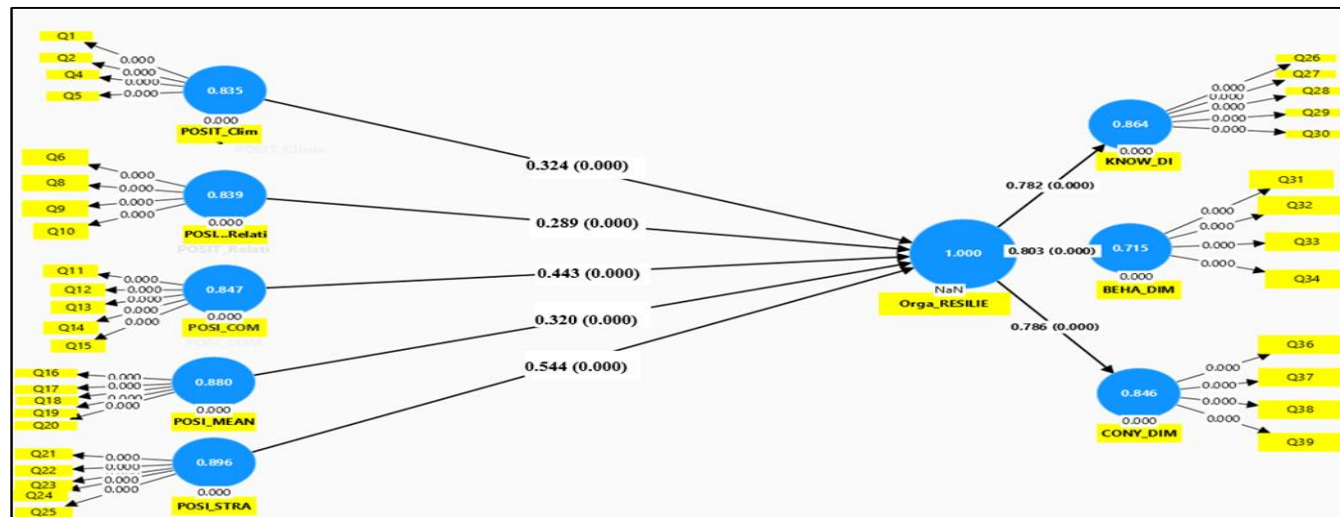 Q1
Q2
Q4
Q5
0.000
0.000
0.000
0.000
0.835
0.000
POSIT_Clim
Q6
Q8
Q9
Q10
0.000
0.000
0.000
0.000
0.839
0.000
POSI...Relati
POSIT_Relati
Q11
Q12
Q13
Q14
Q15
0.000
0.000
0.000
0.000
0.000
0.847
0.000
POSI_COM
POSI_COM
Q16
Q17
Q18
Q19
Q20
0.000
0.000
0.000
0.000
0.880
0.000
POSI_MEAN
Q21
Q22
Q23
Q24
Q25
0.000
0.000
0.000
0.000
0.896
0.000
POSI_STRA
0.324 (0.000)
0.289 (0.000)
0.443 (0.000)
0.320 (0.000)
0.544 (0.000)
1.000
NaN
Orga_RESILIE
0.782 (0.000)
0.803 (0.000)
0.786 (0.000)
0.864
0.000
KNOW_DI
0.000
0.000
0.000
0.000
0.000
Q26
Q27
Q28
Q29
Q30
0.715
0.000
BEHA_DIM
0.000
0.000
0.000
0.000
Q31
Q32
Q33
Q34
0.846
0.000
CONY_DIM
0.000
0.000
0.000
0.000
Q36
Q37
Q38
Q39